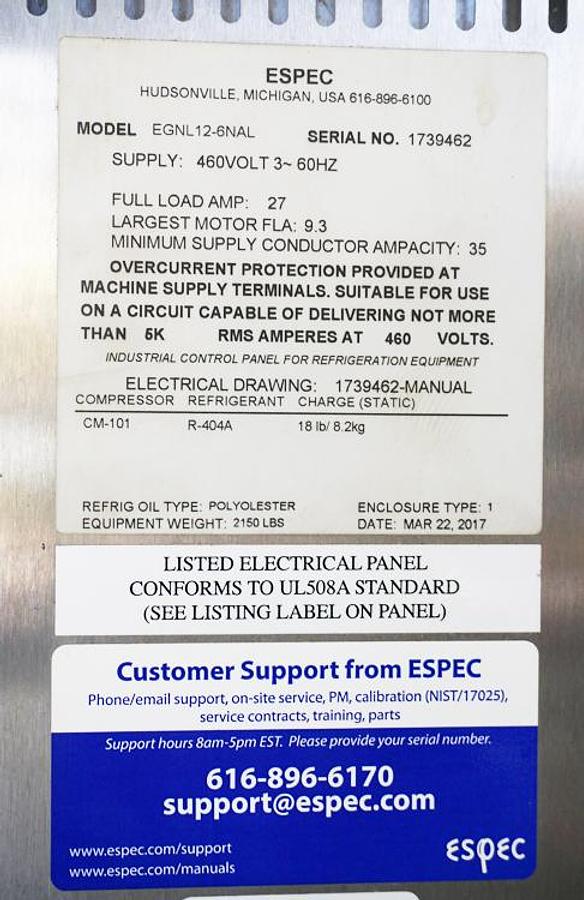 ESPEC
HUDSONVILLE, MICHIGAN, USA 616-896-6100
MODEL EGNL12-6NAL SERIAL NO. 1739462
SUPPLY: 460VOLT 3~ 60HZ
FULL LOAD AMP: 27
LARGEST MOTOR FLA: 9.3
MINIMUM SUPPLY CONDUCTOR AMPACITY: 35
OVERCURRENT PROTECTION PROVIDED AT
MACHINE SUPPLY TERMINALS. SUITABLE FOR USE
ON A CIRCUIT CAPABLE OF DELIVERING NOT MORE
THAN 5K RMS AMPERES AT 460 VOLTS.
INDUSTRIAL CONTROL PANEL FOR REFRIGERATION EQUIPMENT
ELECTRICAL DRAWING: 1739462-MANUAL
COMPRESSOR REFRIGERANT CHARGE (STATIC)
CM-101 R-404A 18 lb/ 8.2kg
REFRIG OIL TYPE: POLYOLESTER ENCLOSURE TYPE: 1
EQUIPMENT WEIGHT: 2150 LBS DATE: MAR 22, 2017
LISTED ELECTRICAL PANEL
CONFORMS TO UL508A STANDARD
(SEE LISTING LABEL ON PANEL)
Customer Support from ESPEC
Phone/email support, on-site service, PM, calibration (NIST/17025),
service contracts, training, parts
Support hours 8am-5pm EST. Please provide your serial number.
616-896-6170
support@espec.com
www.espec.com/support
www.espec.com/manuals
ESPEC